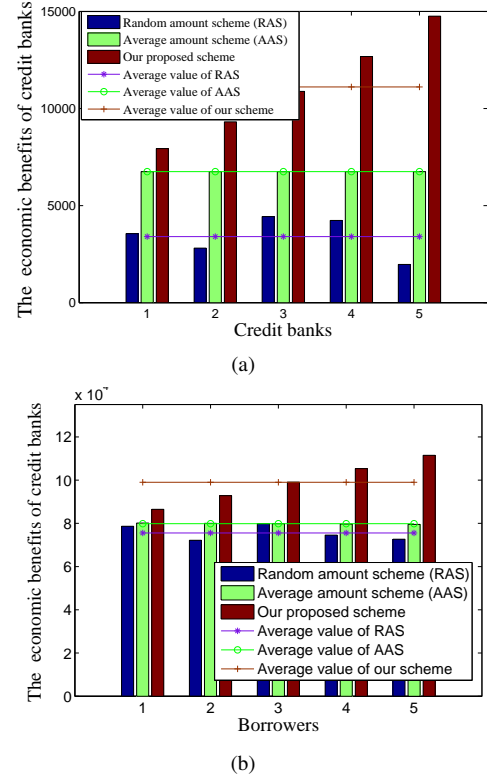 15000
10000
5000
0
The economic benefits of credit banks
Random amount scheme (RAS)
Average amount scheme (AAS)
Our proposed scheme
Average value of RAS
Average value of AAS
Average value of our scheme
1 2 3 4 5
Credit banks
(a)
12
10
8
6
4
2
0
The economic benefits of credit banks
Random amount scheme (RAS)
Average amount scheme (AAS)
Our proposed scheme
Average value of RAS
Average value of AAS
Average value of our scheme
1 2 3 4 5
Borrowers
(b)